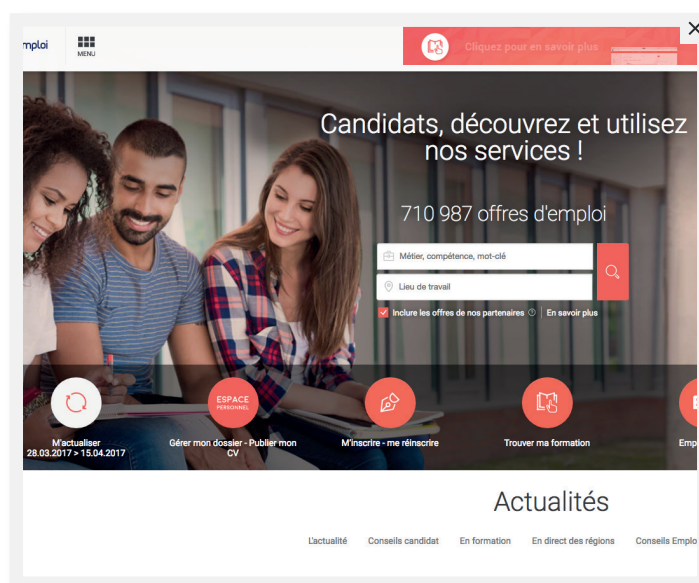 mploi
MENU
Cliquez pour en savoir plus
Candidats, découvrez et utilisez
nos services !
710 987 offres d'emploi
Métier, compétence, mot-clé
Lieu de travail
Inclure les offres de nos partenaires ? En savoir plus
ESPACE
PERSONNEL
M'actualiser
28.03.2017 > 15.04.2017
Gérer mon dossier - Publier mon
CV
M'inscrire - me réinscrire
Trouver ma formation
Emp
Actualités
L'actualité Conseils candidat En formation En direct des régions Conseils Emplo